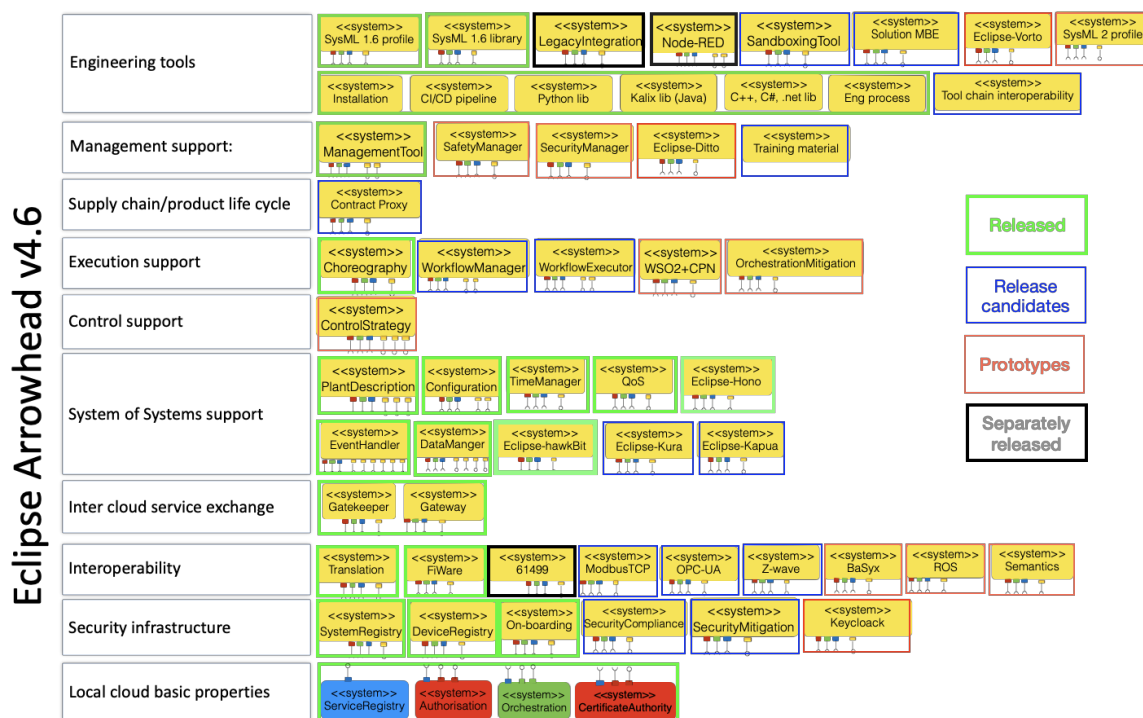 Eclipse Arrowhead v4.6
Engineering tools
<<system>>
SysML 1.6 profile
<<system>>
SysML 1.6 library
<<system>>
LegacyIntegration
<<system>>
Node-RED
<<system>>
SandboxingTool
<<system>>
Solution MBE
<<system>>
Eclipse-Vorto
<<system>>
SysML 2 profile
<<system>>
Installation
<<system>>
CI/CD pipeline
<<system>>
Python lib
<<system>>
Kalix lib (Java)
<<system>>
C++, C#, .net lib
<<system>>
Eng process
<<system>>
Tool chain interoperability
Management support:
<<system>>
ManagementTool
<<system>>
SafetyManager
<<system>>
SecurityManager
<<system>>
Eclipse-Ditto
<<system>>
Training material
Supply chain/product life cycle
<<system>>
Contract Proxy
Execution support
<<system>>
Choreography
<<system>>
WorkflowManager
<<system>>
WorkflowExecutor
<<system>>
WSO2+CPN
<<system>>
OrchestrationMitigation
Control support
<<system>>
ControlStrategy
System of Systems support
<<system>>
PlantDescription
<<system>>
Configuration
<<system>>
TimeManager
<<system>>
QoS
<<system>>
Eclipse-Hono
<<system>>
EventHandler
<<system>>
DataManger
<<system>>
Eclipse-hawkBit
<<system>>
Eclipse-Kura
<<system>>
Eclipse-Kapua
Inter cloud service exchange
<<system>>
Gatekeeper
<<system>>
Gateway
Interoperability
<<system>>
Translation
<<system>>
FiWare
<<system>>
61499
<<system>>
ModbusTCP
<<system>>
OPC-UA
<<system>>
Z-wave
<<system>>
BaSyx
<<system>>
ROS
<<system>>
Semantics
Security infrastructure
<<system>>
SystemRegistry
<<system>>
DeviceRegistry
<<system>>
On-boarding
<<system>>
SecurityCompliance
<<system>>
SecurityMitigation
<<system>>
Keycloack
Local cloud basic properties
<<system>>
ServiceRegistry
<<system>>
Authorisation
<<system>>
Orchestration
<<system>>
CertificateAuthority
Released
Release
candidates
Prototypes
Separately
released